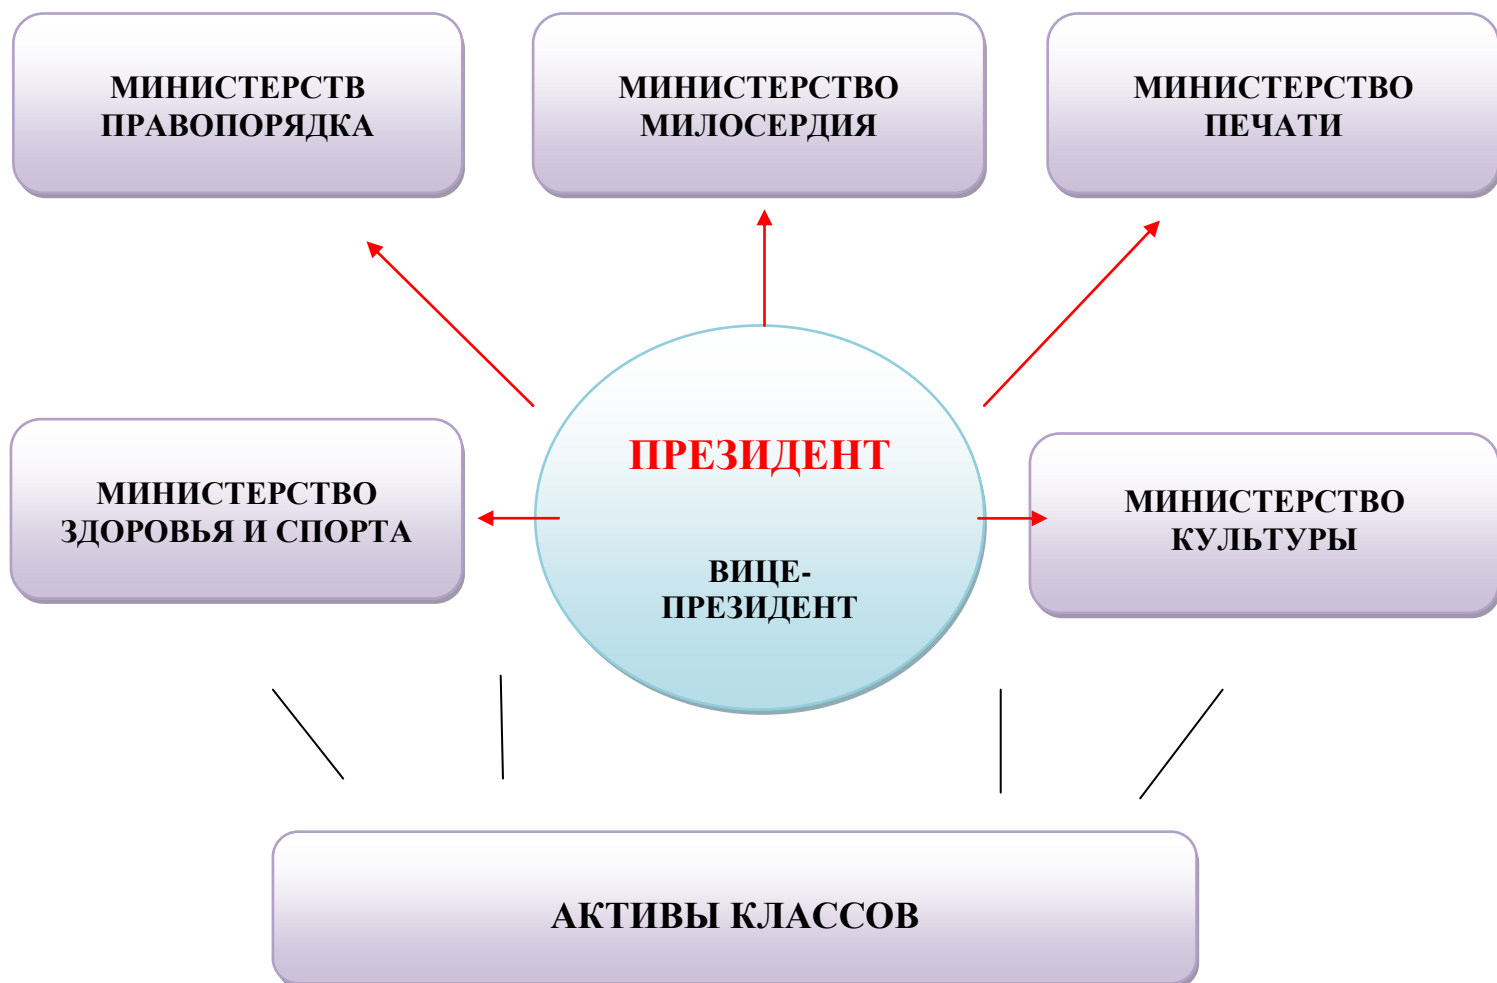 МИНИСТЕРСТВ
ПРАВОПОРЯДКА
МИНИСТЕРСТВО
МИЛОСЕРДИЯ
МИНИСТЕРСТВО
ПЕЧАТИ
ПРЕЗИДЕНТ
ВИЦЕ-
ПРЕЗИДЕНТ
МИНИСТЕРСТВО
ЗДОРОВЬЯ И СПОРТА
МИНИСТЕРСТВО
КУЛЬТУРЫ
АКТИВЫ КЛАССОВ